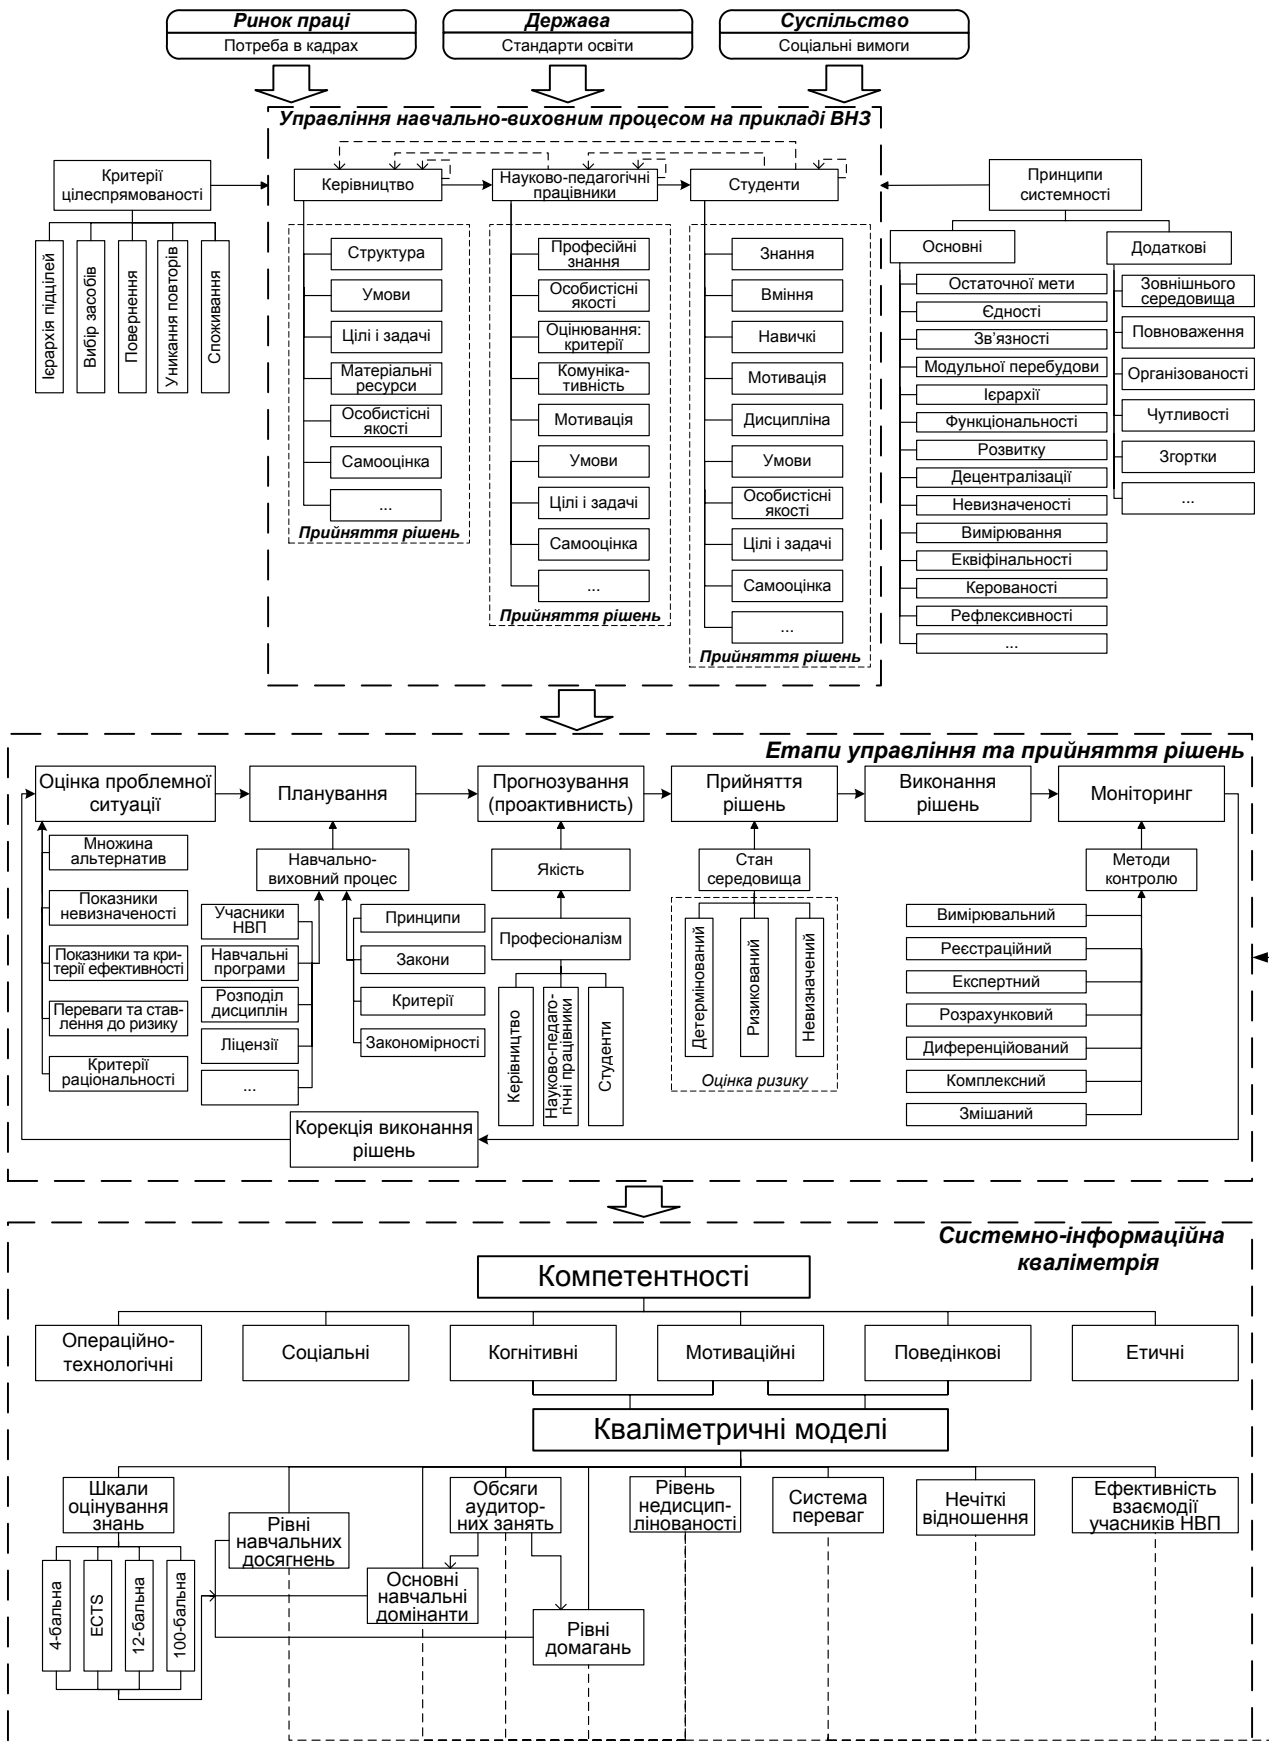 Ринок праці
Потреба в кадрах
Держава
Стандарти освіти
Суспільство
Соціальні вимоги
Управління навчально-виховним процесом на прикладі ВНЗ
Критерії
цілеспрямованості
Ієрархія підцілей
Вибір засобів
Повернення
Уникання повторів
Споживання
Керівництво
Науково-педагогічні
працівники
Студенти
Структура
Умови
Цілі і задачі
Матеріальні
ресурси
Особистісні
якості
Самооцінка
...
Прийняття рішень
Професійні
знання
Особистісні
якості
Оцінювання:
критерії
Комуніка-
тивність
Мотивація
Умови
Цілі і задачі
Самооцінка
...
Прийняття рішень
Знання
Вміння
Навичкі
Мотивація
Дисципліна
Умови
Особистісні
якості
Цілі і задачі
Самооцінка
...
Прийняття рішень
Принципи
системності
Основні
Остаточної мети
Єдності
Зв'язності
Модульної перебудови
Ієрархії
Функціональності
Розвитку
Децентралізації
Невизначеності
Вимірювання
Еквіфінальності
Керованості
Рефлексивності
...
Додаткові
Зовнішнього
середовища
Повноваження
Організованості
Чутливості
Згортки
...
Етапи управління та прийняття рішень
Оцінка проблемної
ситуації
Планування
Прогнозування
(проактивнисть)
Прийняття
рішень
Виконання
рішень
Моніторинг
Множина
альтернатив
Показники
невизначеності
Показники та кри-
терії ефективності
Переваги та став-
лення до ризику
Критерії
раціональності
Навчально-
виховний процес
Учасники
НВП
Навчальні
програми
Розподіл
дисциплін
Ліцензії
...
Принципи
Закони
Критерії
Закономірності
Якість
Професіоналізм
Керівництво
Науково-педаго-
гічні працівники
Студенти
Стан
середовища
Детермінований
Ризикований
Невизначений
Оцінка ризику
Методи
контролю
Вимірювальний
Реєстраційний
Експертний
Розрахунковий
Диференційований
Комплексний
Змішаний
Корекція виконання
рішень
Системно-інформаційна
кваліметрія
Компетентності
Операційно-
технологічні
Соціальні
Когнітивні
Мотиваційні
Поведінкові
Етичні
Кваліметричні моделі
Шкали
оцінування
знань
4-бальна
ECTS
12-бальна
100-бальна
Рівні
навчальних
досягнень
Основні
навчальні
домінанти
Обсяги
аудитор-
них занять
Рівні
домагань
Рівень
недисцип-
лінованості
Система
переваг
Нечіткі
відношення
Ефективність
взаємодії
учасників НВП